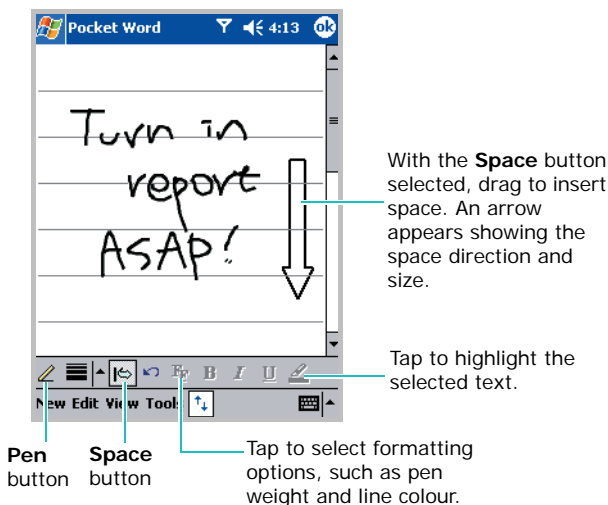 Pocket Word 4:13 ok
Turn in
report
ASAP!
With the Space button
selected, drag to insert
space. An arrow
appears showing the
space direction and
size.
B I U
Tap to highlight the
selected text.
New Edit View Tools
Pen
button
Space
button
Tap to select formatting
options, such as pen
weight and line colour.